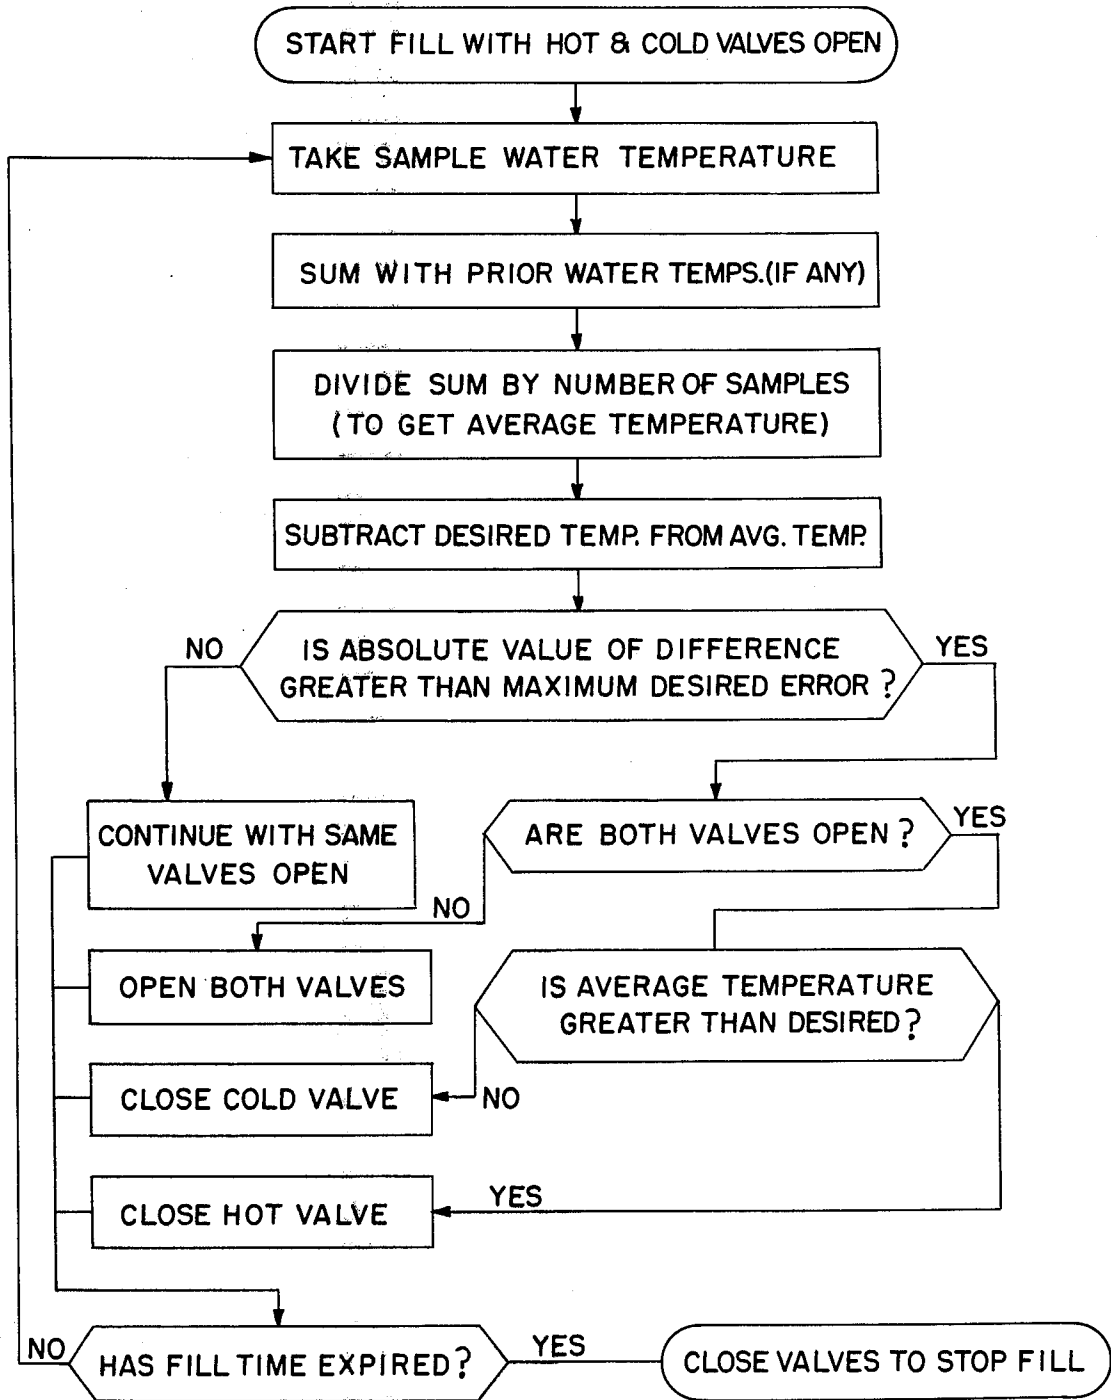 START FILL WITH HOT & COLD VALVES OPEN
TAKE SAMPLE WATER TEMPERATURE
SUM WITH PRIOR WATER TEMPS.(IF ANY)
DIVIDE SUM BY NUMBER OF SAMPLES
(TO GET AVERAGE TEMPERATURE)
SUBTRACT DESIRED TEMP. FROM AVG. TEMP.
NO
IS ABSOLUTE VALUE OF DIFFERENCE
GREATER THAN MAXIMUM DESIRED ERROR ?
YES
CONTINUE WITH SAME
VALVES OPEN
ARE BOTH VALVES OPEN ?
YES
NO
OPEN BOTH VALVES
IS AVERAGE TEMPERATURE
GREATER THAN DESIRED ?
CLOSE COLD VALVE
NO
CLOSE HOT VALVE
YES
NO
HAS FILL TIME EXPIRED ?
YES
CLOSE VALVES TO STOP FILL